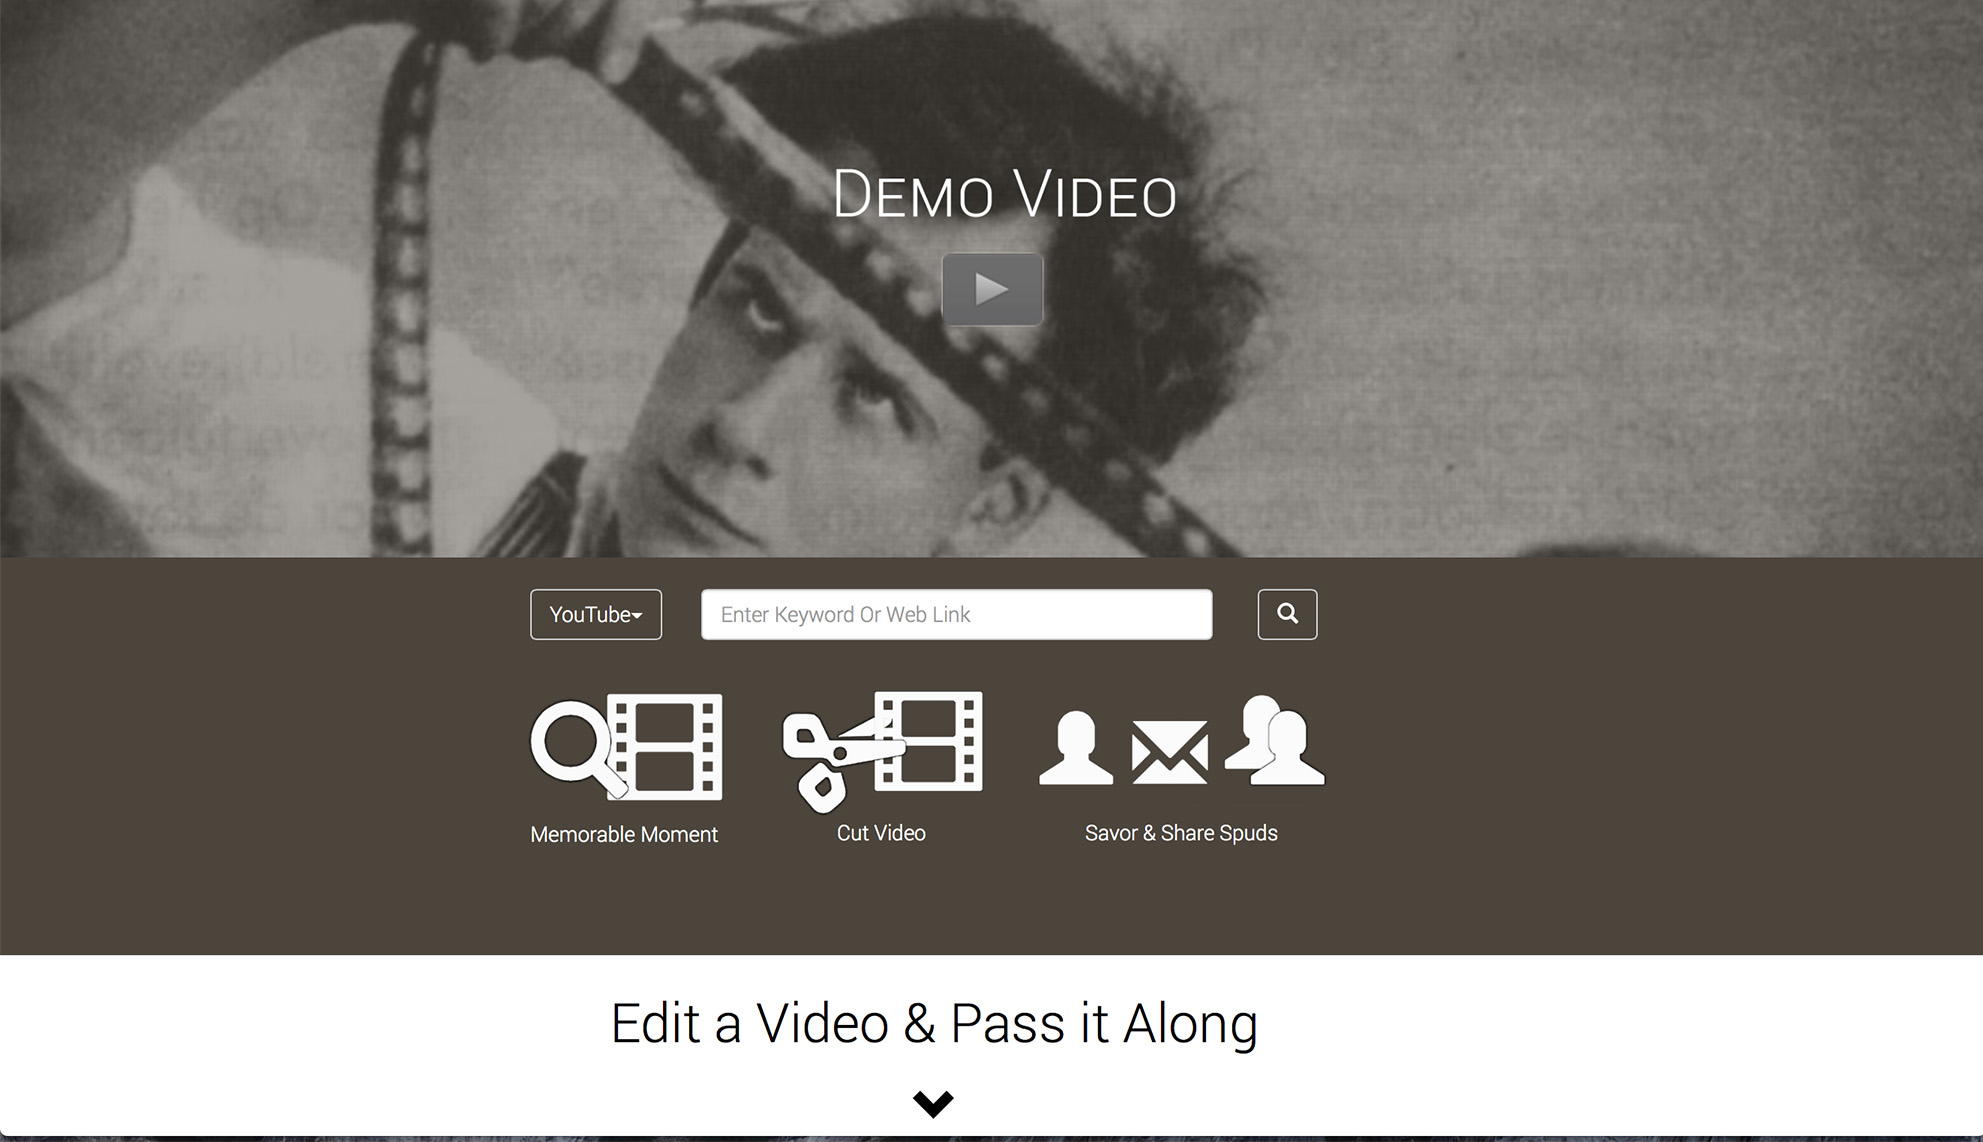 Demo Video
YouTube
Enter Keyword Or Web Link
Memorable Moment
Cut Video
Savor & Share Spuds
Edit a Video & Pass it Along